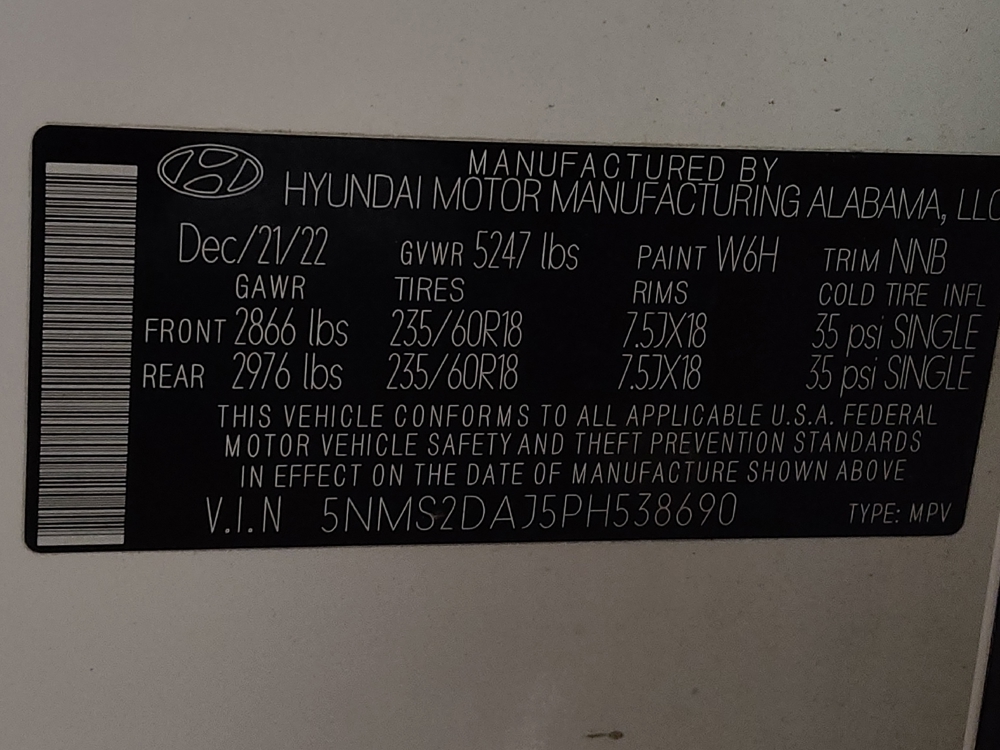 MANUFACTURED BY
HYUNDAI MOTOR MANUFACTURING ALABAMA, LLC
Dec/21/22 GVWR 5247 lbs PAINT W6H TRIM NNB
GAWR TIRES RIMS COLD TIRE INFL
FRONT 2866 lbs 235/60R18 7.5JX18 35 psi SINGLE
REAR 2976 lbs 235/60R18 7.5JX18 35 psi SINGLE
THIS VEHICLE CONFORMS TO ALL APPLICABLE U.S.A. FEDERAL
MOTOR VEHICLE SAFETY AND THEFT PREVENTION STANDARDS
IN EFFECT ON THE DATE OF MANUFACTURE SHOWN ABOVE
V.I.N 5NMS2DAJ5PH538690 TYPE: MPV